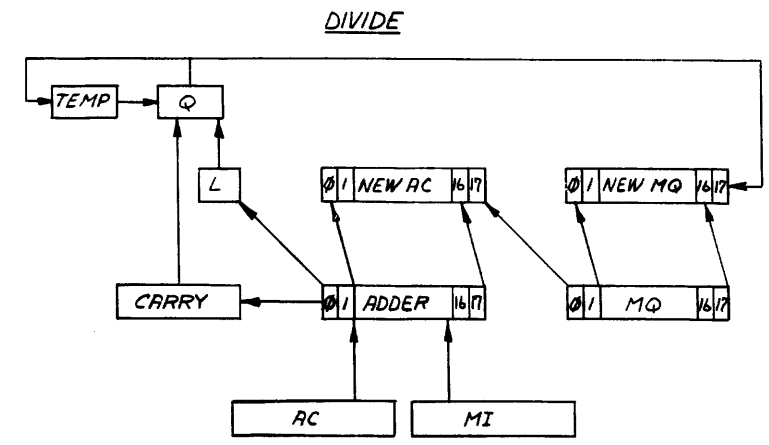 DIVIDE
TEMP
Q
L
Ø 1 NEW AC 16 17
Ø 1 NEW MQ 16 17
CARRY
Ø 1 ADDER 16 17
Ø 1 MQ 16 17
AC
MI